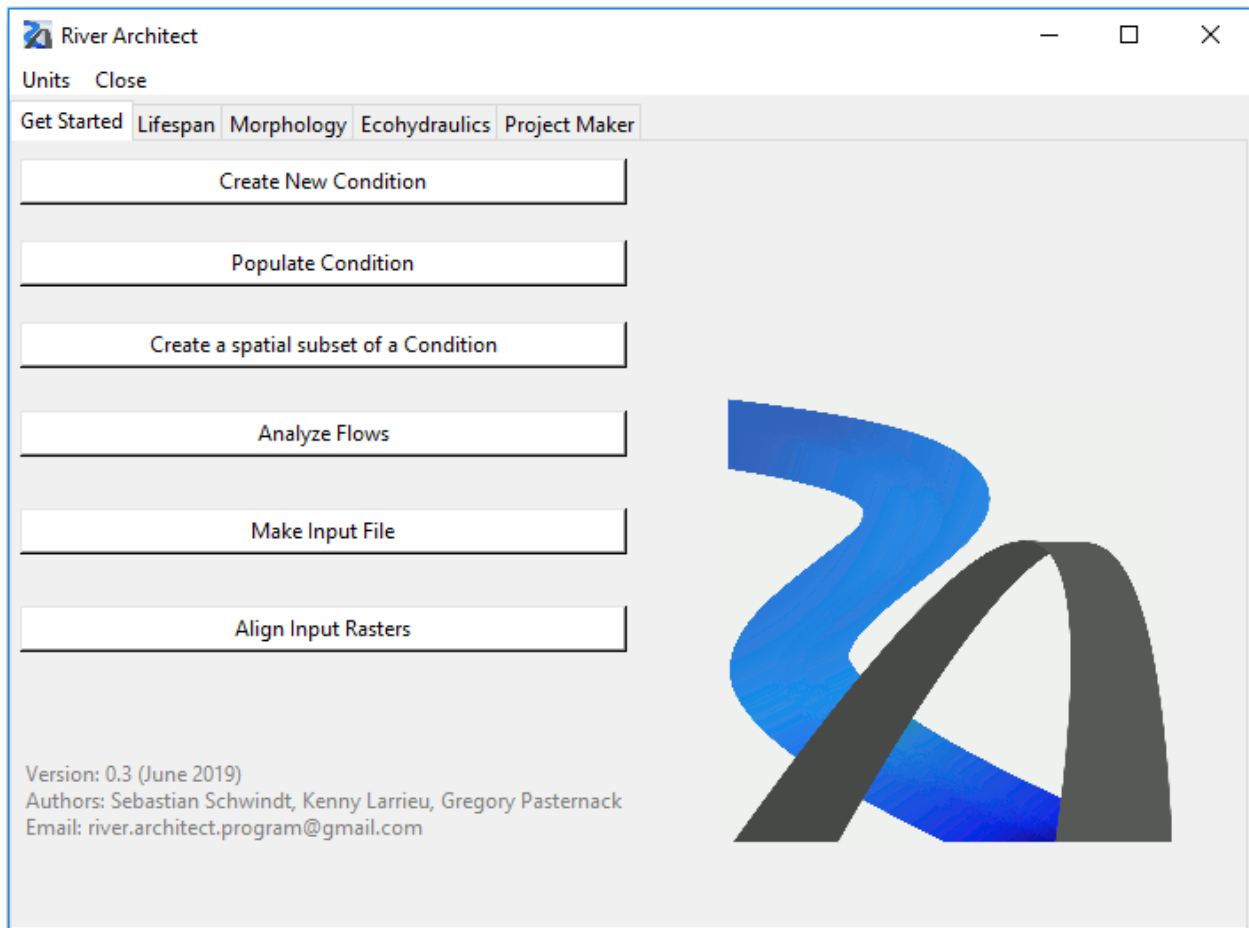 River Architect
Units Close
Get Started Lifespan Morphology Ecohydraulics Project Maker
Create New Condition
Populate Condition
Create a spatial subset of a Condition
Analyze Flows
Make Input File
Align Input Rasters
Version: 0.3 (June 2019)
Authors: Sebastian Schwindt, Kenny Larrieu, Gregory Pasternack
Email: river.architect.program@gmail.com